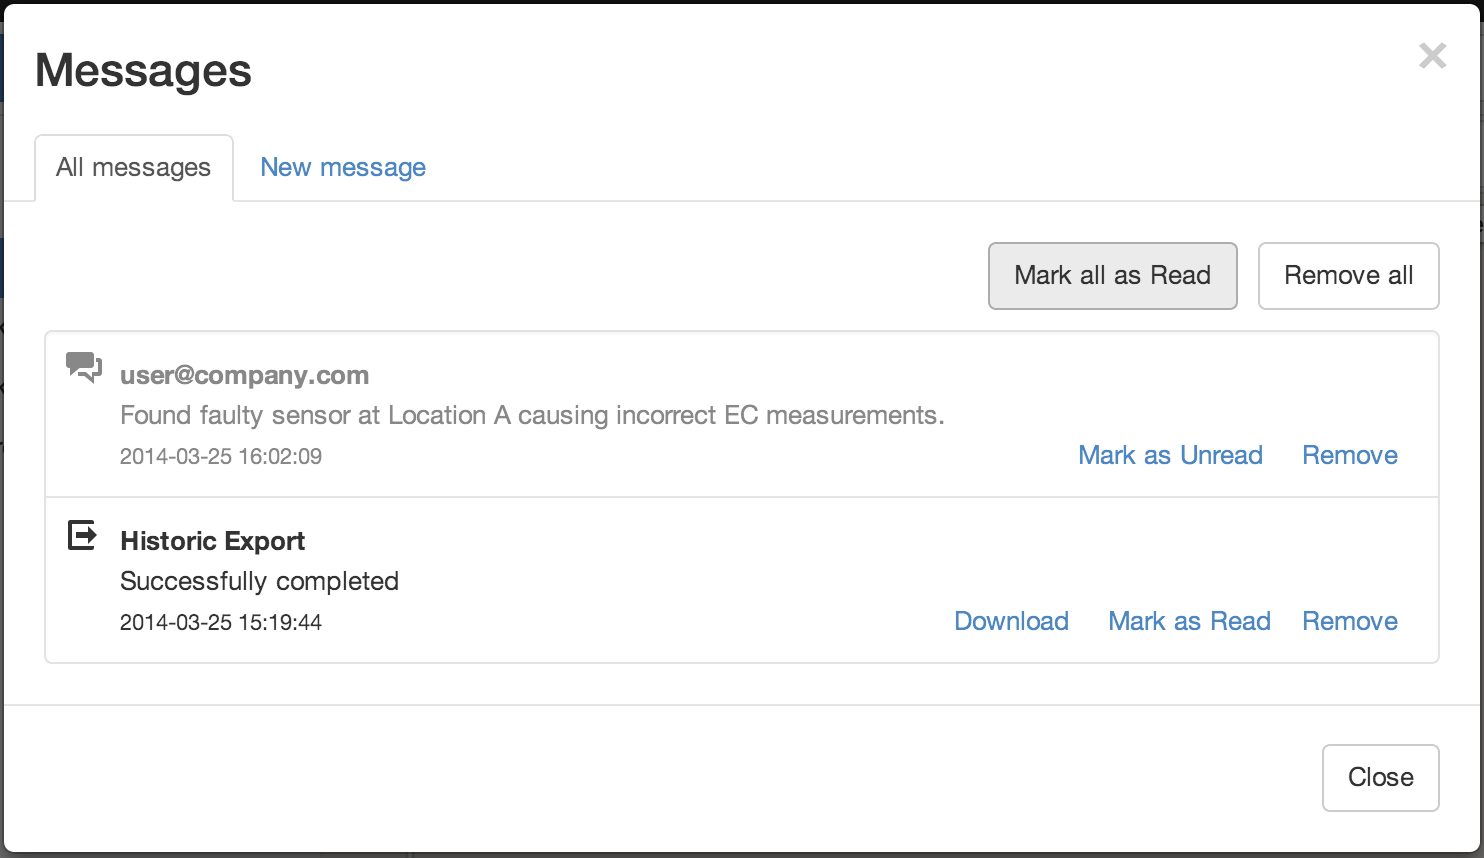 Messages
All messages
New message
Mark all as Read
Remove all
user@company.com
Found faulty sensor at Location A causing incorrect EC measurements.
2014-03-25 16:02:09
Mark as Unread
Remove
Historic Export
Successfully completed
2014-03-25 15:19:44
Download
Mark as Read
Remove
Close